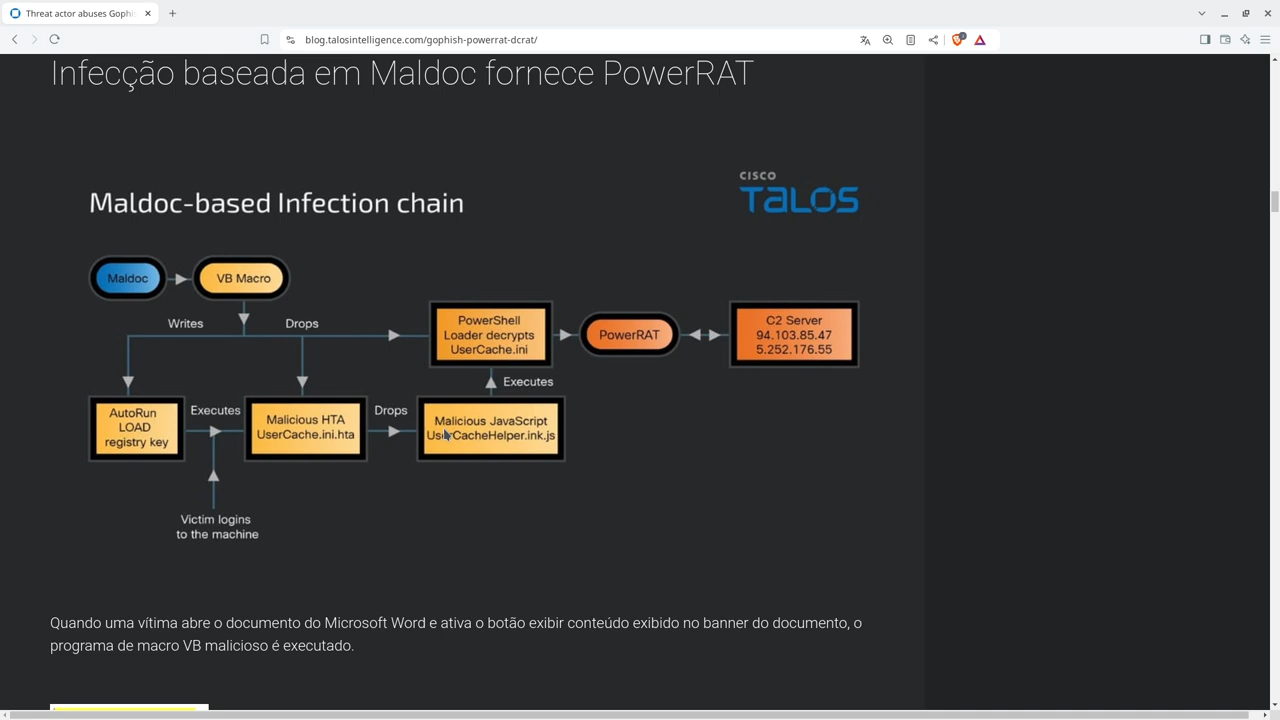 Threat actor abuses Gophi
blog.talosintelligence.com/gophish-powerrat-dcrat/
Infecção baseada em Maldoc fornece PowerRAT
CISCO
TALOS
Maldoc-based Infection chain
Maldoc
VB Macro
Writes
Drops
PowerShell
Loader decrypts
UserCache.ini
PowerRAT
C2 Server
94.103.85.47
5.252.176.55
Executes
AutoRun
LOAD
registry key
Executes
Malicious HTA
UserCache.ini.hta
Drops
Malicious JavaScript
UserCacheHelper.ink.js
Victim logins
to the machine
Quando uma vítima abre o documento do Microsoft Word e ativa o botão exibir conteúdo exibido no banner do documento, o
programa de macro VB malicioso é executado.